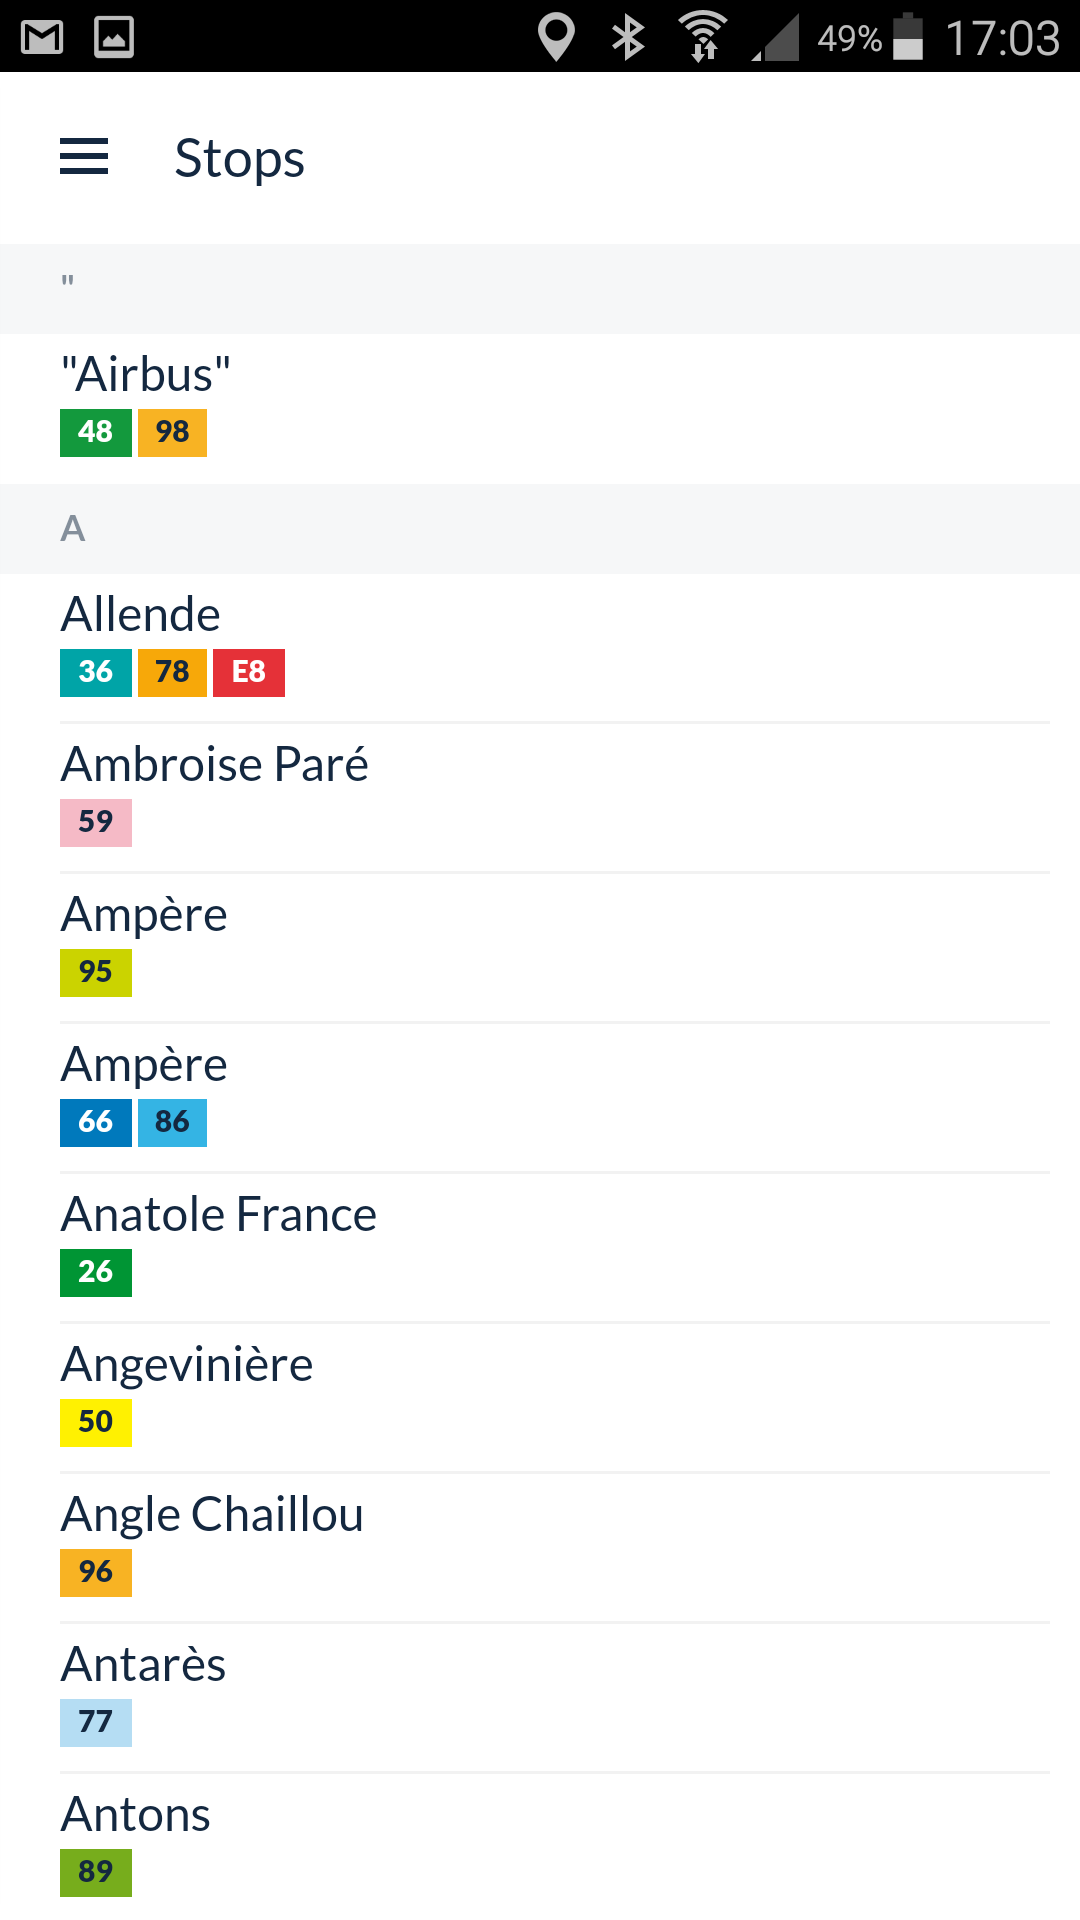 49% 17:03
Stops
"
"Airbus"
48 98
A
Allende
36 78 E8
Ambroise Paré
59
Ampère
95
Ampère
66 86
Anatole France
26
Angevinière
50
Angle Chaillou
96
Antarès
77
Antons
89